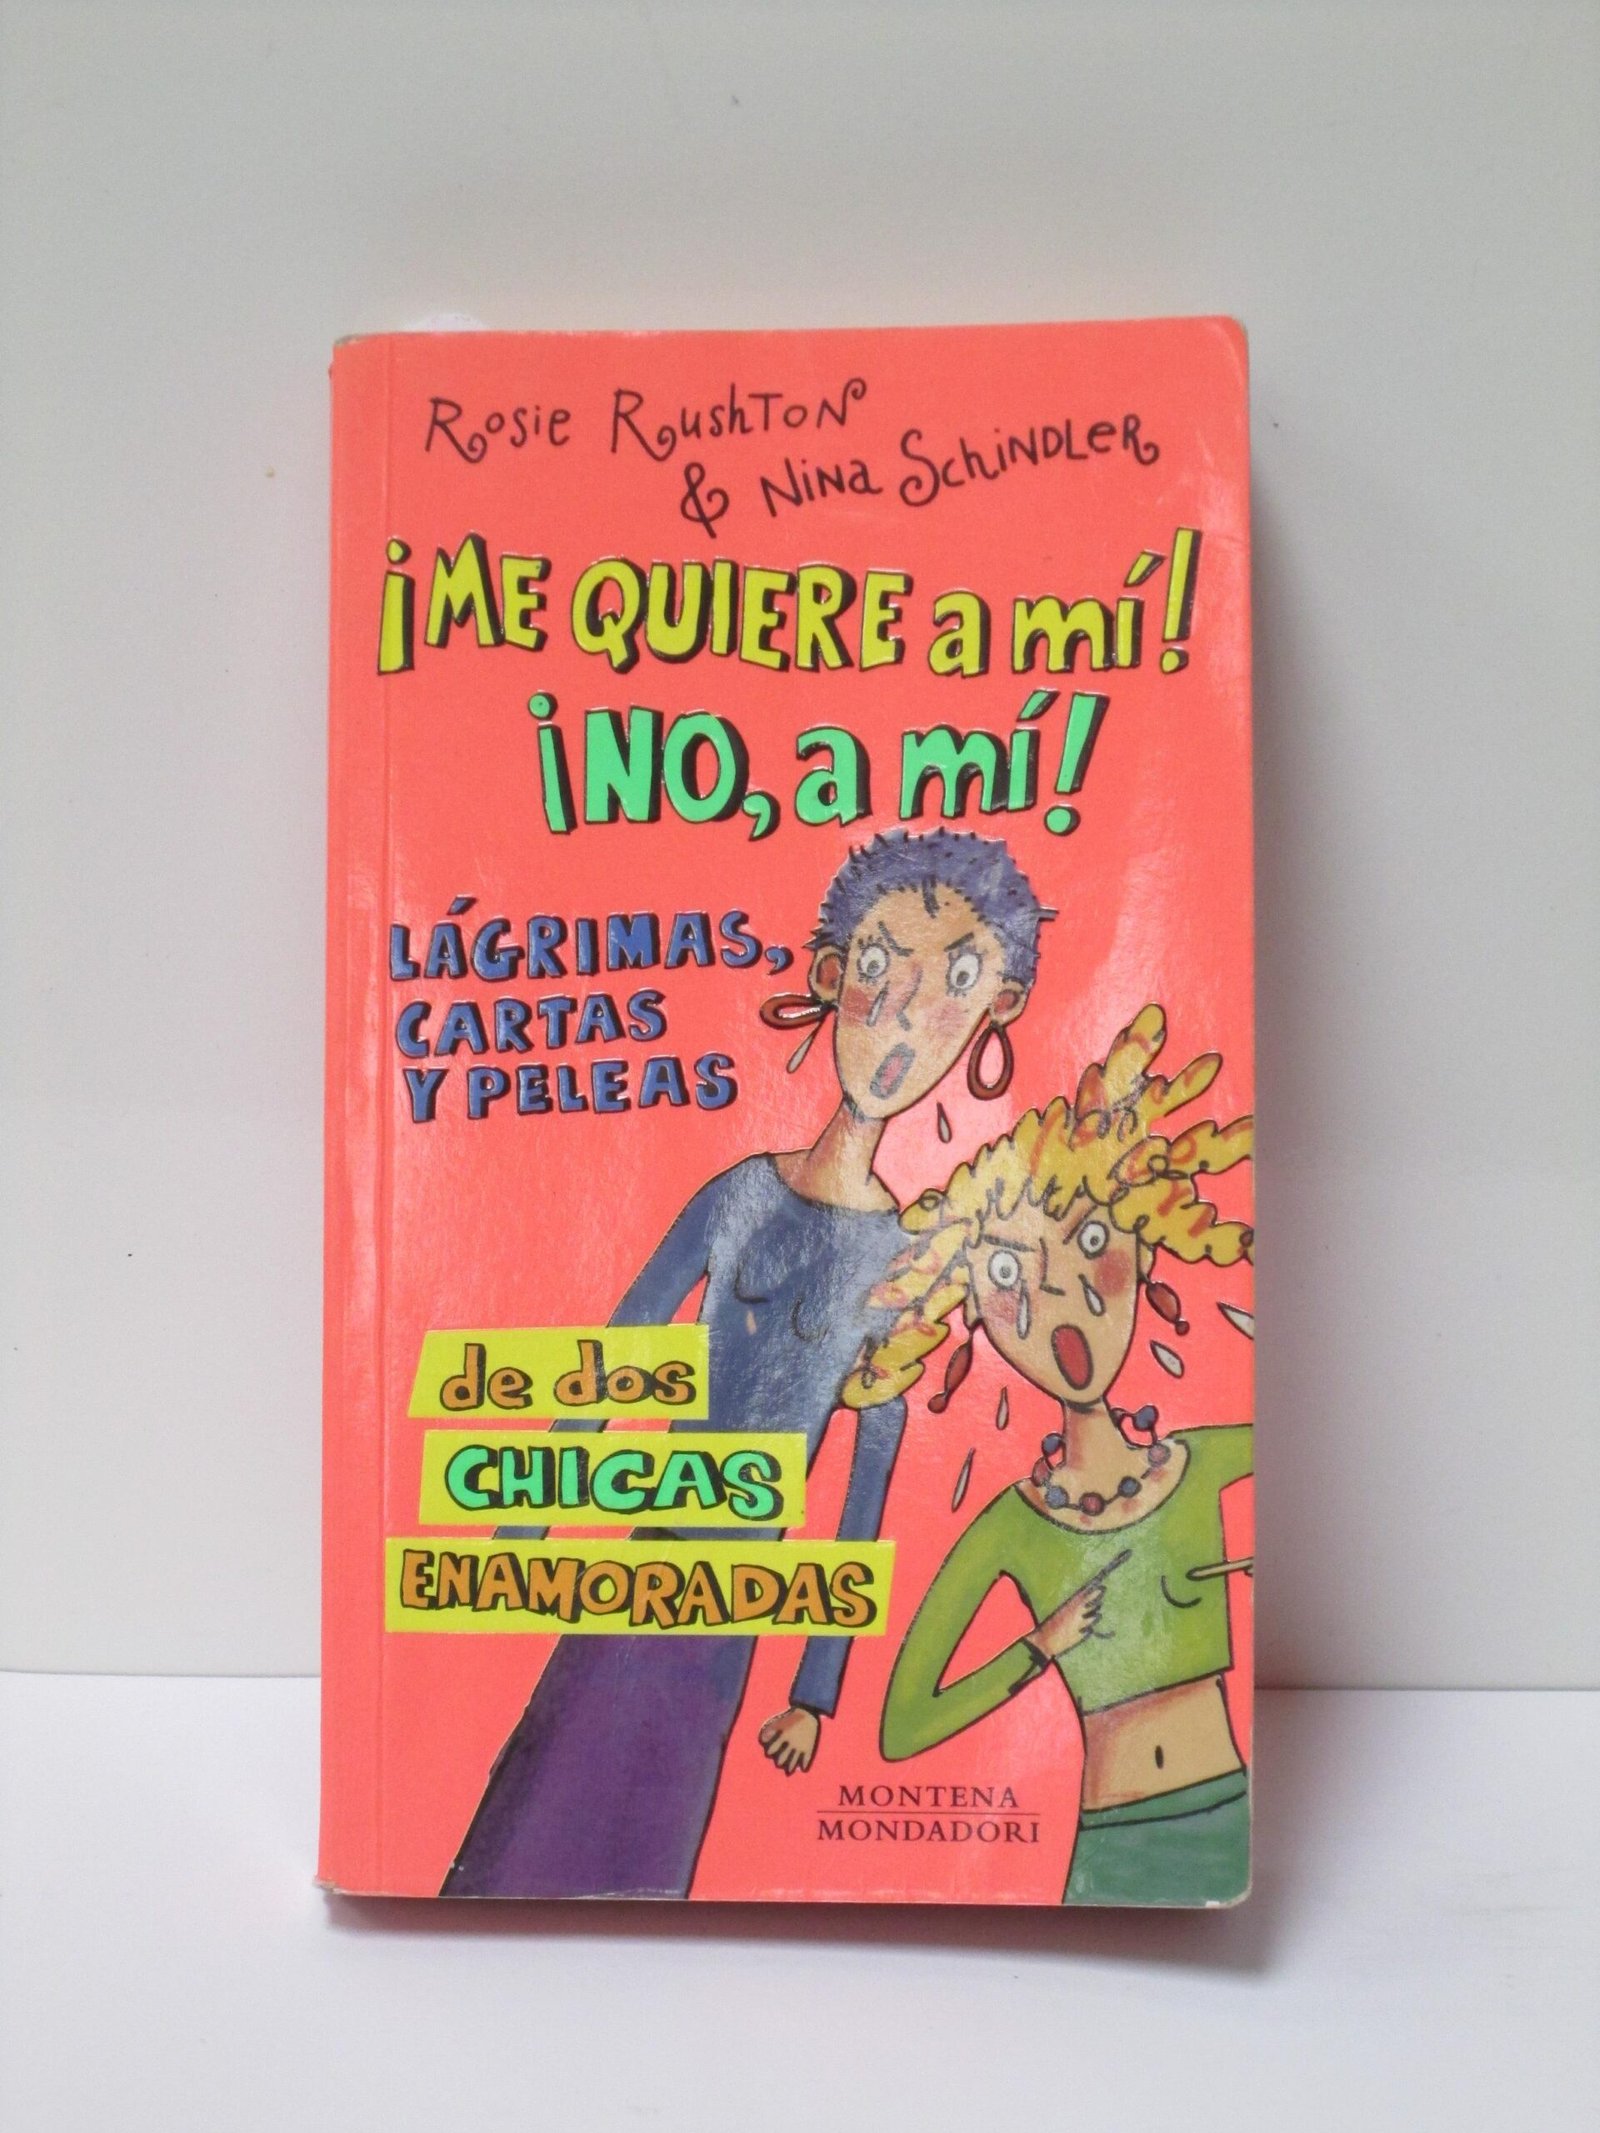 Rosie Rushton
& Nina Schindler
¡ME QUIERE a mí!
¡NO, a mí!
LÁGRIMAS,
CARTAS
Y PELEAS
de dos
CHICAS
ENAMORADAS
MONTENA
MONDADORI